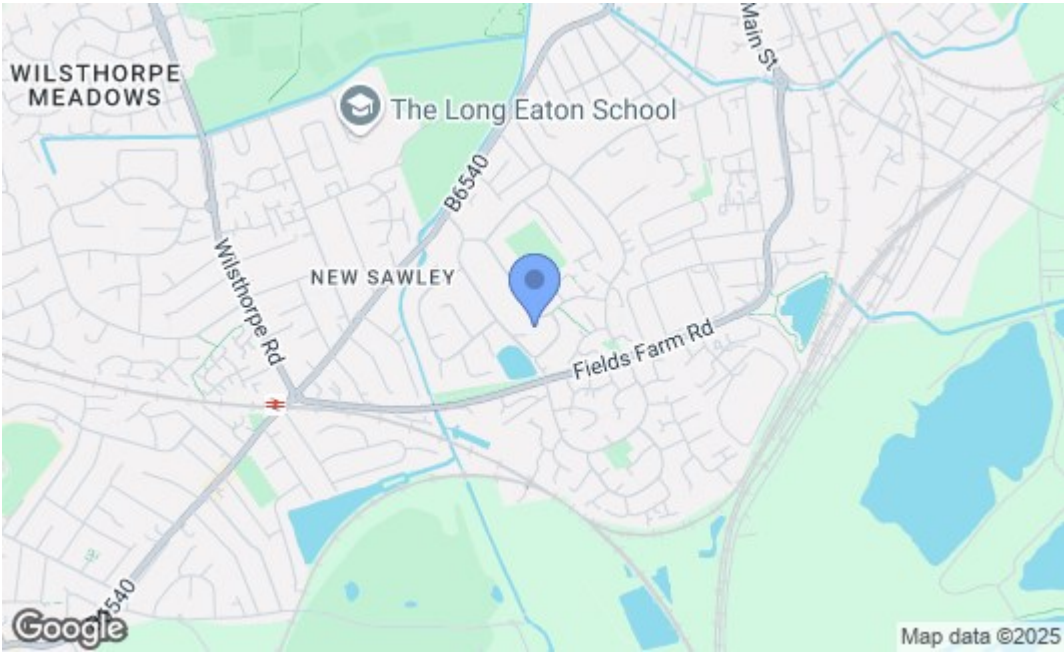 WILSTHORPE
MEADOWS
The Long Eaton School
Main St
B6540
Wilsthorpe Rd
NEW SAWLEY
Fields Farm Rd
B6540
Google
Map data ©2025